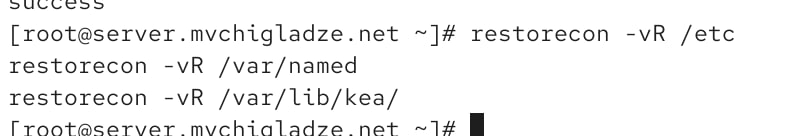 success
[root@server.mvchigladze.net ~]# restorecon -vR /etc
restorecon -vR /var/named
restorecon -vR /var/lib/kea/
[root@server.mvchigladze.net ~]#